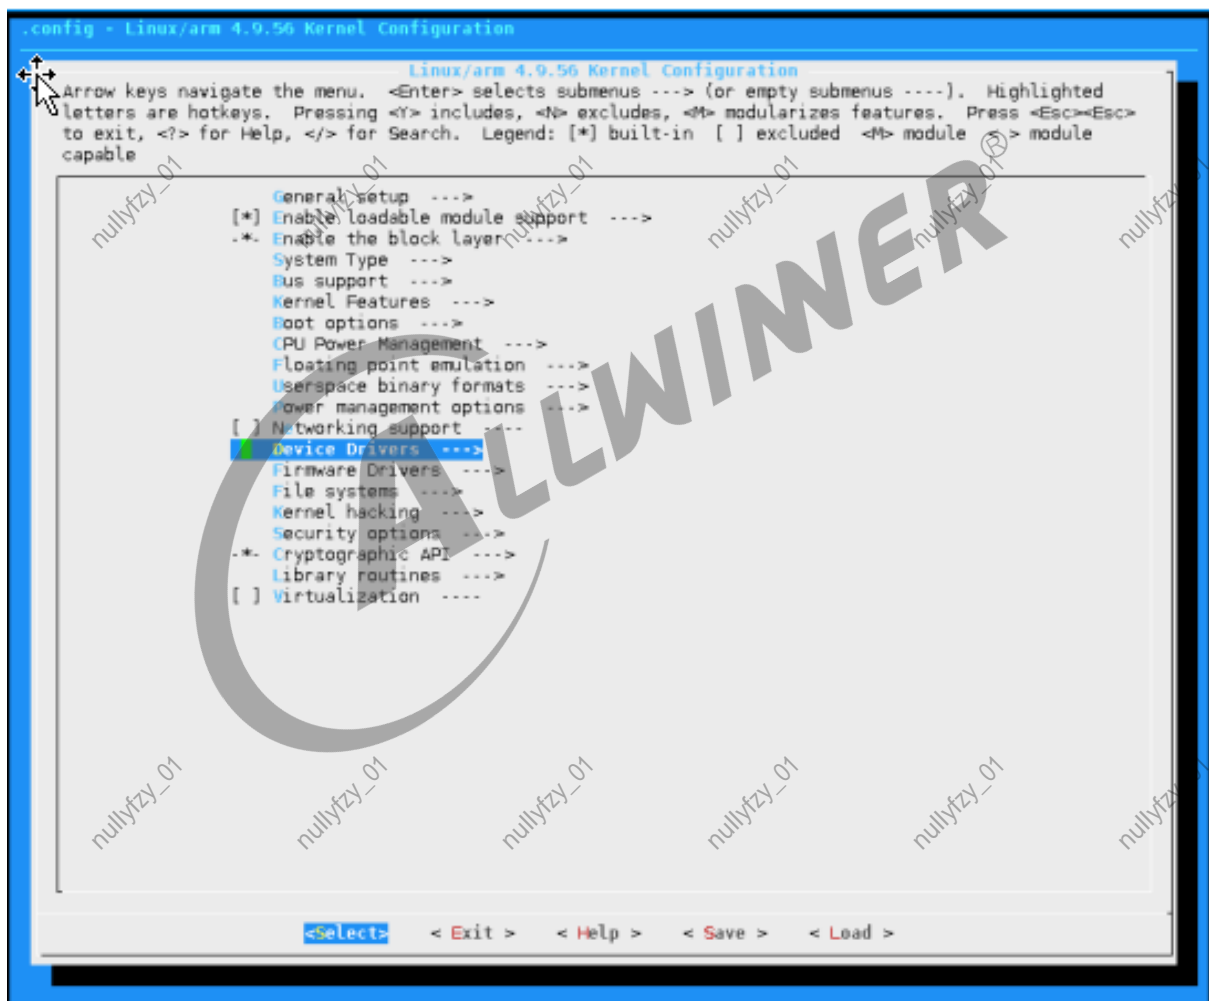 .config - Linux/arm 4.9.56 Kernel Configuration
Linux/arm 4.9.56 Kernel Configuration
Arrow keys navigate the menu.  <Enter> selects submenus ---> (or empty submenus ----).  Highlighted
letters are hotkeys.  Pressing <Y> includes, <N> excludes, <M> modularizes features.  Press <Esc><Esc>
to exit, <?> for Help, </> for Search.  Legend: [*] built-in  [ ] excluded  <M> module  < > module
capable
General setup  --->
[*] Enable loadable module support  --->
-*- Enable the block layer  --->
System Type  --->
Bus support  --->
Kernel Features  --->
Boot options  --->
CPU Power Management  --->
Floating point emulation  --->
Userspace binary formats  --->
Power management options  --->
[ ] Networking support  ----
Device Drivers  --->
Firmware Drivers  --->
File systems  --->
Kernel hacking  --->
Security options  --->
-*- Cryptographic API  --->
Library routines  --->
[ ] Virtualization  ----
<Select>    < Exit >    < Help >    < Save >    < Load >
ALLWINNER®
nullyfzy_01
nullyfzy_01
nullyfzy_01
nullyfzy_01
nullyfzy_01
nullyfzy_01
nullyfzy_01
nullyfzy_01
nullyfzy_01
nullyfzy_01